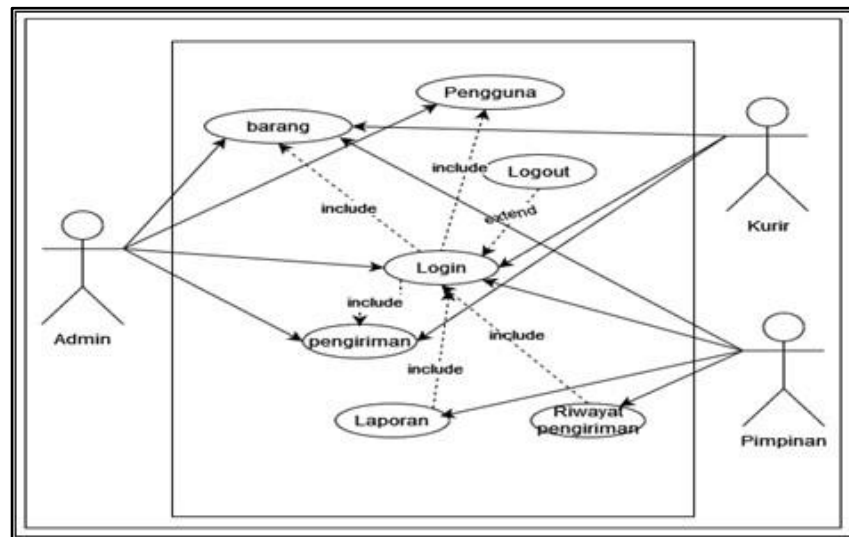 Pengguna
barang
include
Logout
include
extend
Kurir
Login
include
Admin
pengiriman
include
include
Laporan
Riwayat
pengiriman
Pimpinan